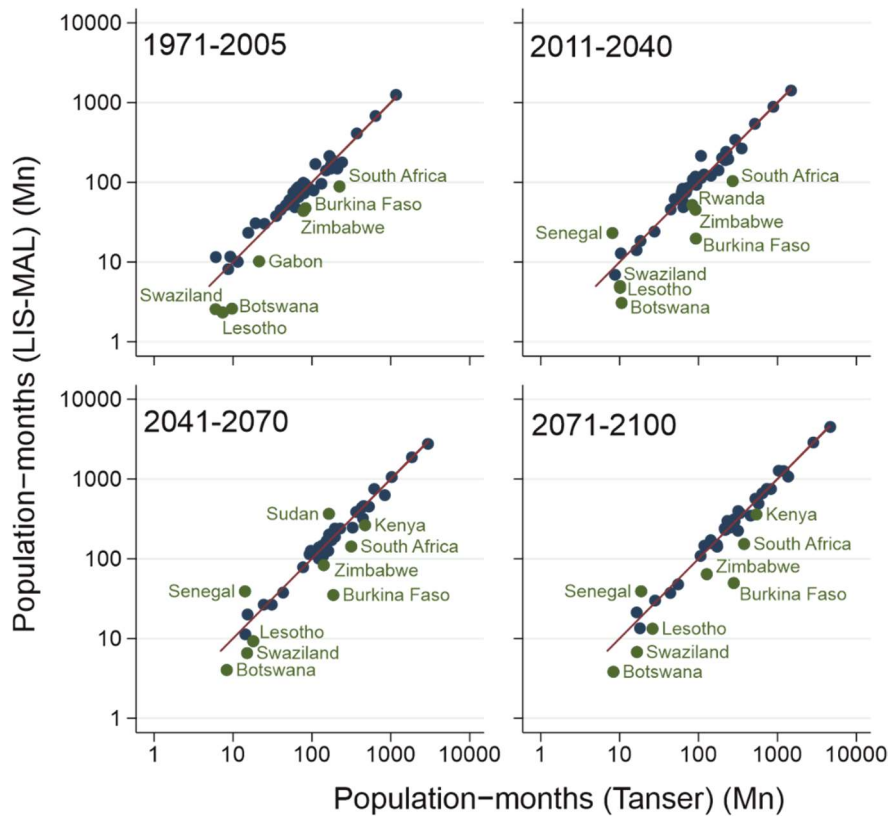 10000
1000
100
10
1
1971-2005
South Africa
Burkina Faso
Zimbabwe
Gabon
Swaziland
Botswana
Lesotho
2011-2040
South Africa
Rwanda
Zimbabwe
Senegal
Burkina Faso
Swaziland
Lesotho
Botswana
10000
1000
100
10
1
2041-2070
Sudan
Kenya
South Africa
Zimbabwe
Senegal
Burkina Faso
Lesotho
Swaziland
Botswana
2071-2100
Kenya
South Africa
Zimbabwe
Senegal
Burkina Faso
Lesotho
Swaziland
Botswana
1 10 100 1000 10000
1 10 100 1000 10000
Population−months (LIS-MAL) (Mn)
Population−months (Tanser) (Mn)